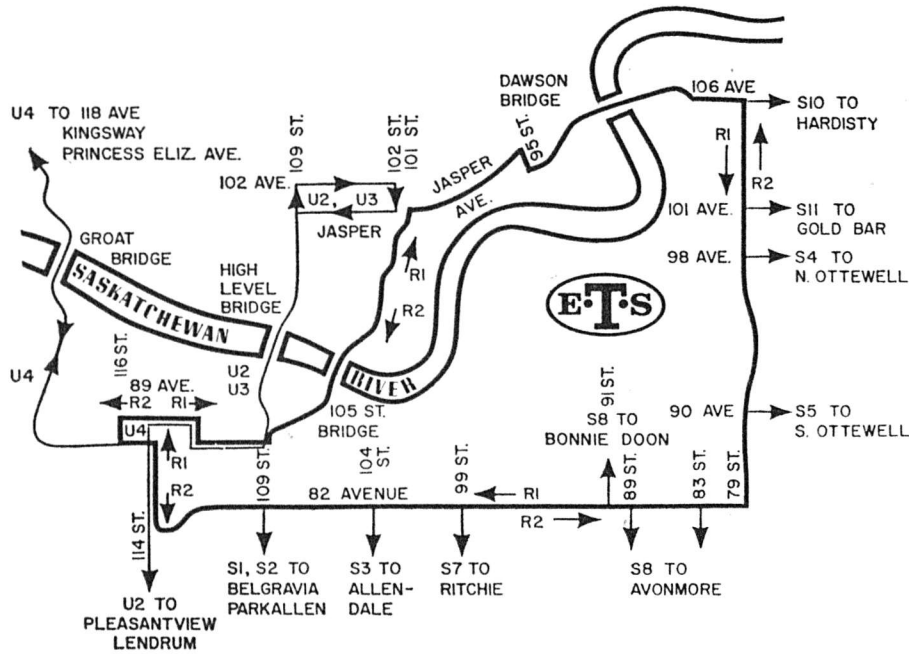 DAWSON
BRIDGE
106 AVE
S10 TO
HARDISTY
U4 TO 118 AVE
KINGSWAY
PRINCESS ELIZ. AVE.
109 ST.
102 ST.
101 ST.
95 ST.
R1
R2
102 AVE.
U2, U3
JASPER
JASPER
AVE.
101 AVE.
S11 TO
GOLD BAR
GROAT
BRIDGE
HIGH
LEVEL
BRIDGE
R1
R2
98 AVE.
S4 TO
N. OTTEWELL
E·T·S
SASKATCHEWAN
RIVER
U4
116 ST.
U2
U3
89 AVE.
R2 R1
105 ST.
BRIDGE
91 ST.
S8 TO
BONNIE DOON
90 AVE
S5 TO
S. OTTEWELL
U4
R1
R2
109 ST.
104 ST.
99 ST.
89 ST.
83 ST.
79 ST.
82 AVENUE
R1
R2
114 ST.
S1, S2 TO
BELGRAVIA
PARKALLEN
S3 TO
ALLEN-
DALE
S7 TO
RITCHIE
S8 TO
AVONMORE
U2 TO
PLEASANTVIEW
LENDRUM